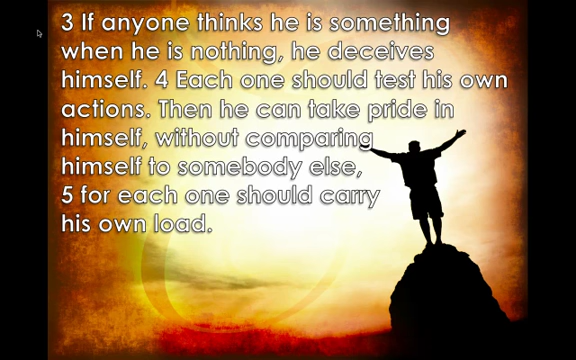 3 If anyone thinks he is something
when he is nothing, he deceives
himself. 4 Each one should test his own
actions. Then he can take pride in
himself, without comparing
himself to somebody else,
5 for each one should carry
his own load.